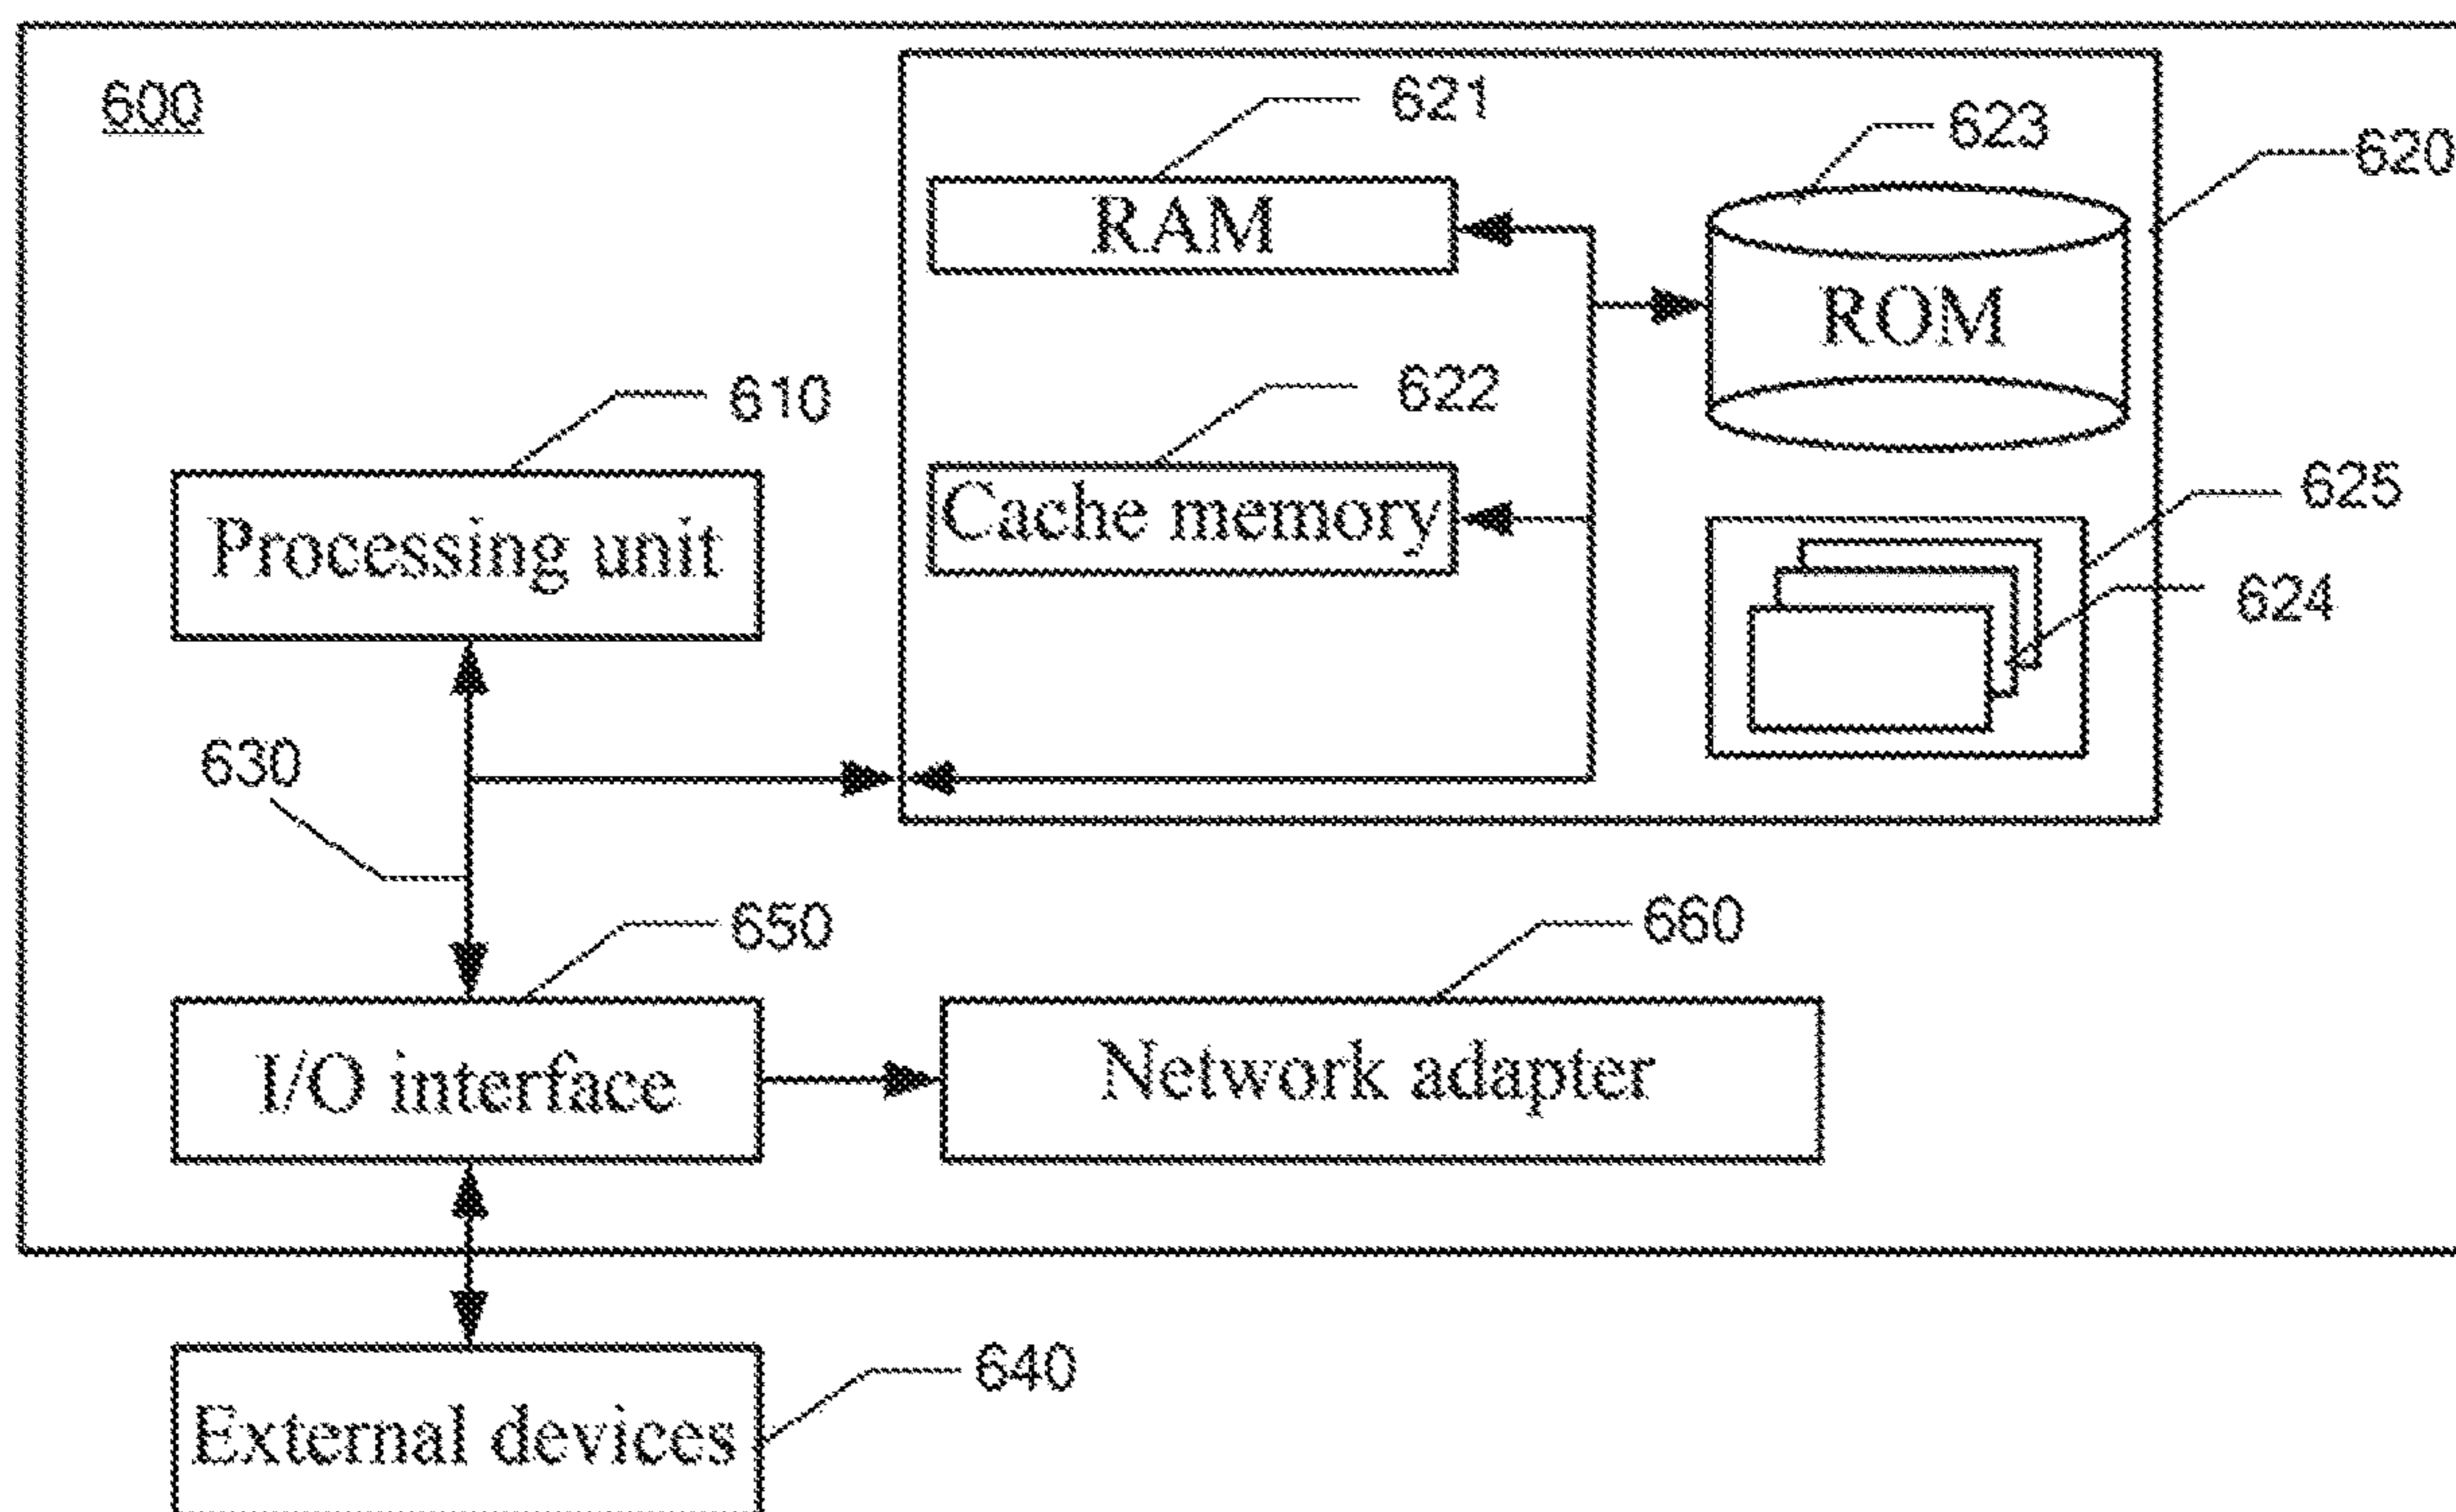 600
621
623
620
RAM
ROM
610
622
Cache memory
625
Processing unit
624
630
650
660
I/O interface
Network adapter
640
External devices